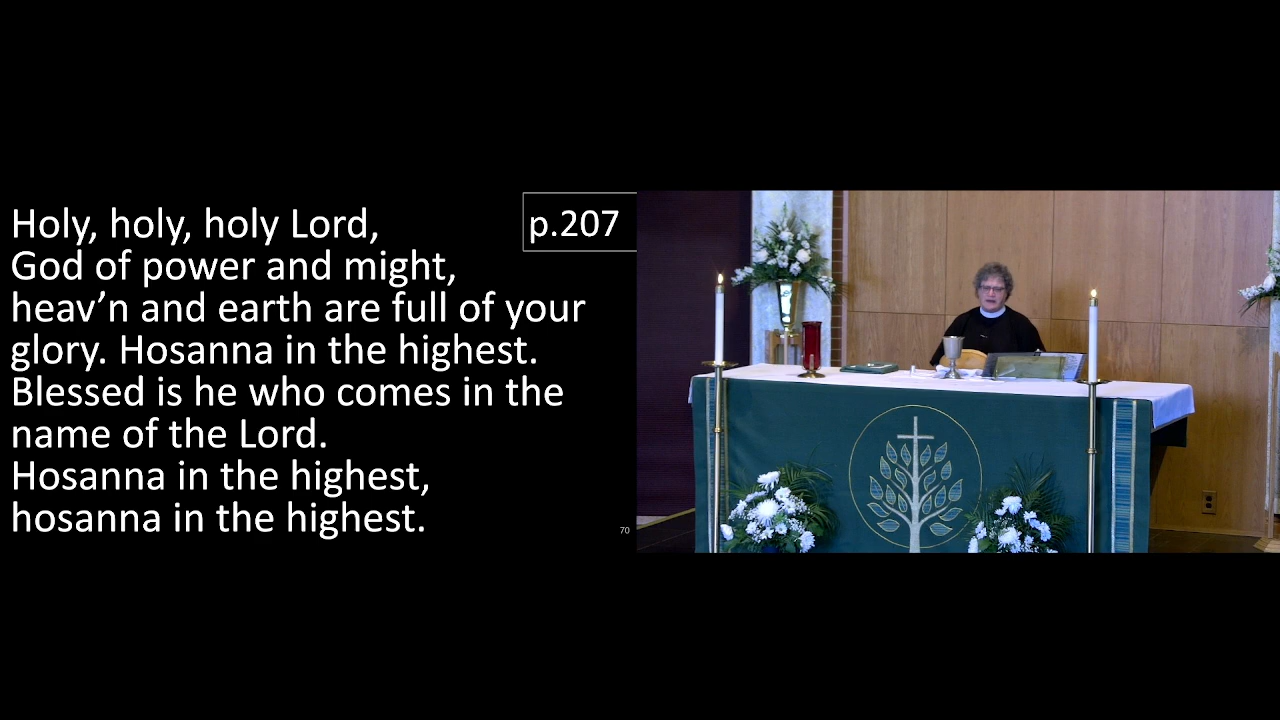 Holy, holy, holy Lord,
p.207
God of power and might,
heav’n and earth are full of your
glory. Hosanna in the highest.
Blessed is he who comes in the
name of the Lord.
Hosanna in the highest,
hosanna in the highest.
70